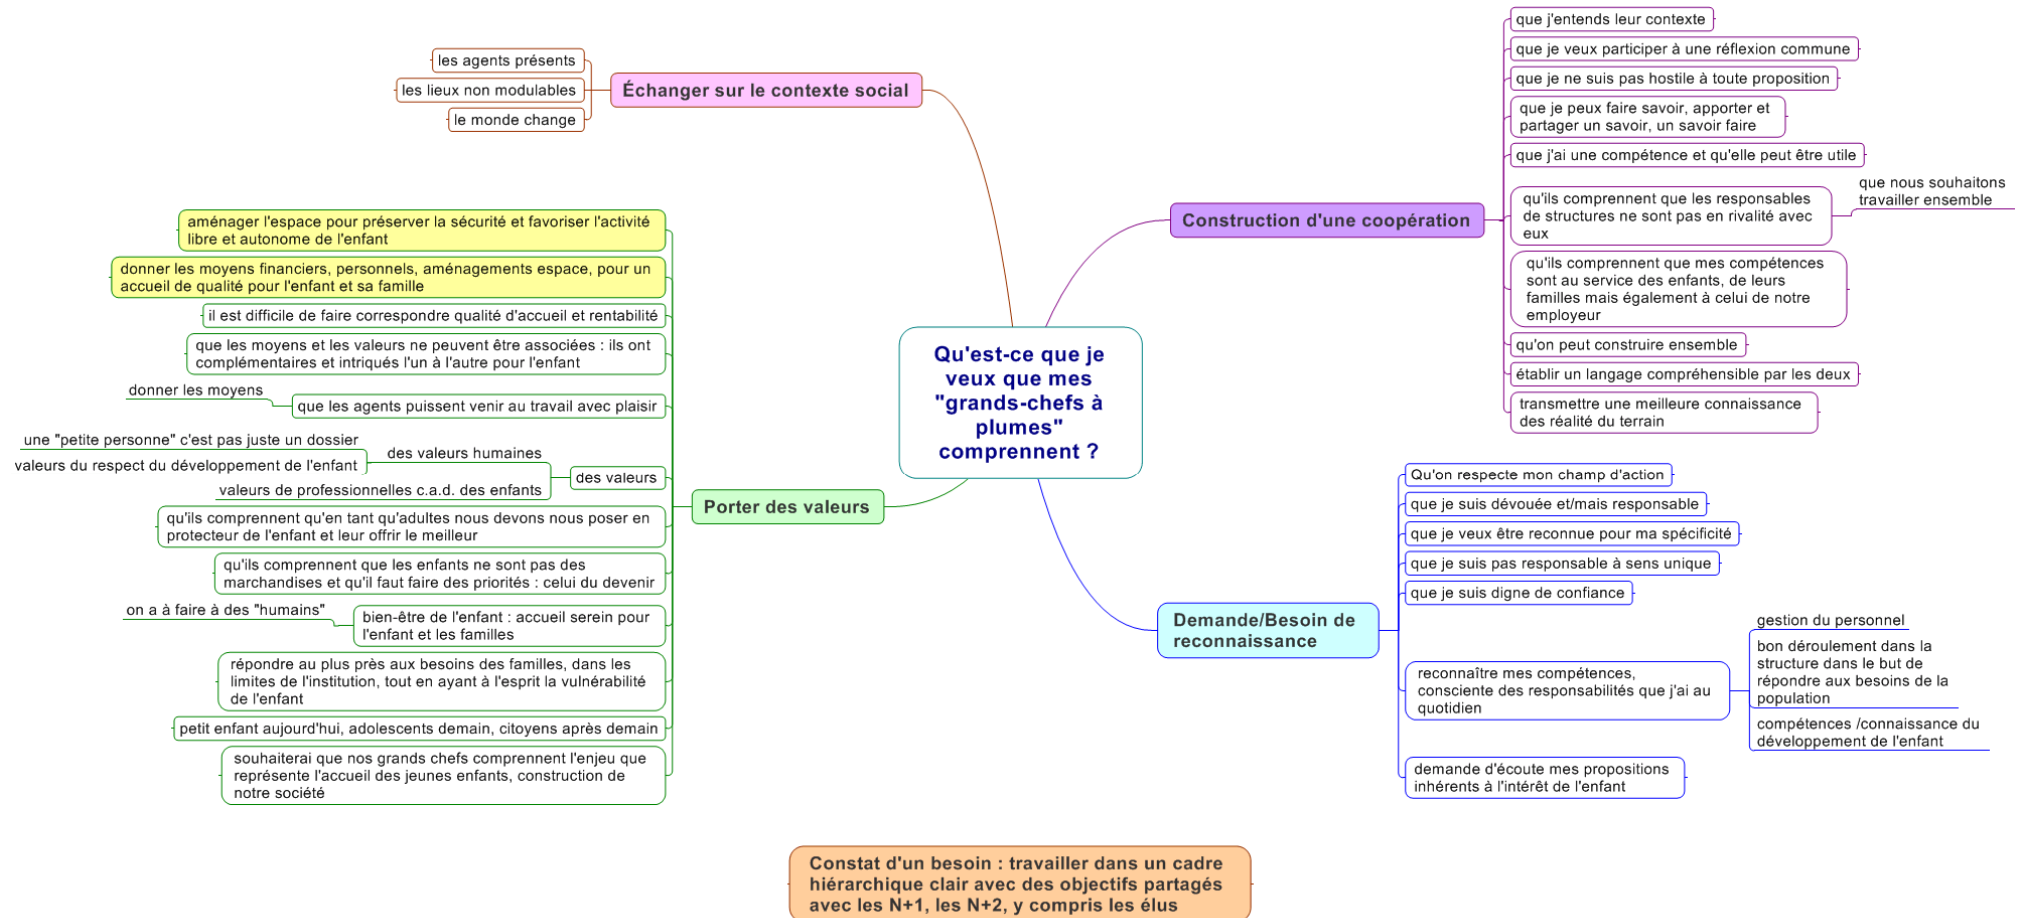 Qu'est-ce que je
veux que mes
"grands-chefs à
plumes"
comprennent ?
Échanger sur le contexte social
les agents présents
les lieux non modulables
le monde change
Porter des valeurs
aménager l'espace pour préserver la sécurité et favoriser l'activité
libre et autonome de l'enfant
donner les moyens financiers, personnels, aménagements espace, pour un
accueil de qualité pour l'enfant et sa famille
il est difficile de faire correspondre qualité d'accueil et rentabilité
que les moyens et les valeurs ne peuvent être associées : ils ont
complémentaires et intriqués l'un à l'autre pour l'enfant
que les agents puissent venir au travail avec plaisir
donner les moyens
des valeurs
des valeurs humaines
une "petite personne" c'est pas juste un dossier
valeurs du respect du développement de l'enfant
valeurs de professionnelles c.a.d. des enfants
qu'ils comprennent qu'en tant qu'adultes nous devons nous poser en
protecteur de l'enfant et leur offrir le meilleur
qu'ils comprennent que les enfants ne sont pas des
marchandises et qu'il faut faire des priorités : celui du devenir
bien-être de l'enfant : accueil serein pour
l'enfant et les familles
on a à faire à des "humains"
répondre au plus près aux besoins des familles, dans les
limites de l'institution, tout en ayant à l'esprit la vulnérabilité
de l'enfant
petit enfant aujourd'hui, adolescents demain, citoyens après demain
souhaiterai que nos grands chefs comprennent l'enjeu que
représente l'accueil des jeunes enfants, construction de
notre société
Construction d'une coopération
que j'entends leur contexte
que je veux participer à une réflexion commune
que je ne suis pas hostile à toute proposition
que je peux faire savoir, apporter et
partager un savoir, un savoir faire
que j'ai une compétence et qu'elle peut être utile
qu'ils comprennent que les responsables
de structures ne sont pas en rivalité avec
eux
que nous souhaitons
travailler ensemble
qu'ils comprennent que mes compétences
sont au service des enfants, de leurs
familles mais également à celui de notre
employeur
qu'on peut construire ensemble
établir un langage compréhensible par les deux
transmettre une meilleure connaissance
des réalité du terrain
Demande/Besoin de
reconnaissance
Qu'on respecte mon champ d'action
que je suis dévouée et/mais responsable
que je veux être reconnue pour ma spécificité
que je suis pas responsable à sens unique
que je suis digne de confiance
reconnaître mes compétences,
consciente des responsabilités que j'ai au
quotidien
gestion du personnel
bon déroulement dans la
structure dans le but de
répondre aux besoins de la
population
compétences /connaissance du
développement de l'enfant
demande d'écoute mes propositions
inhérents à l'intérêt de l'enfant
Constat d'un besoin : travailler dans un cadre
hiérarchique clair avec des objectifs partagés
avec les N+1, les N+2, y compris les élus